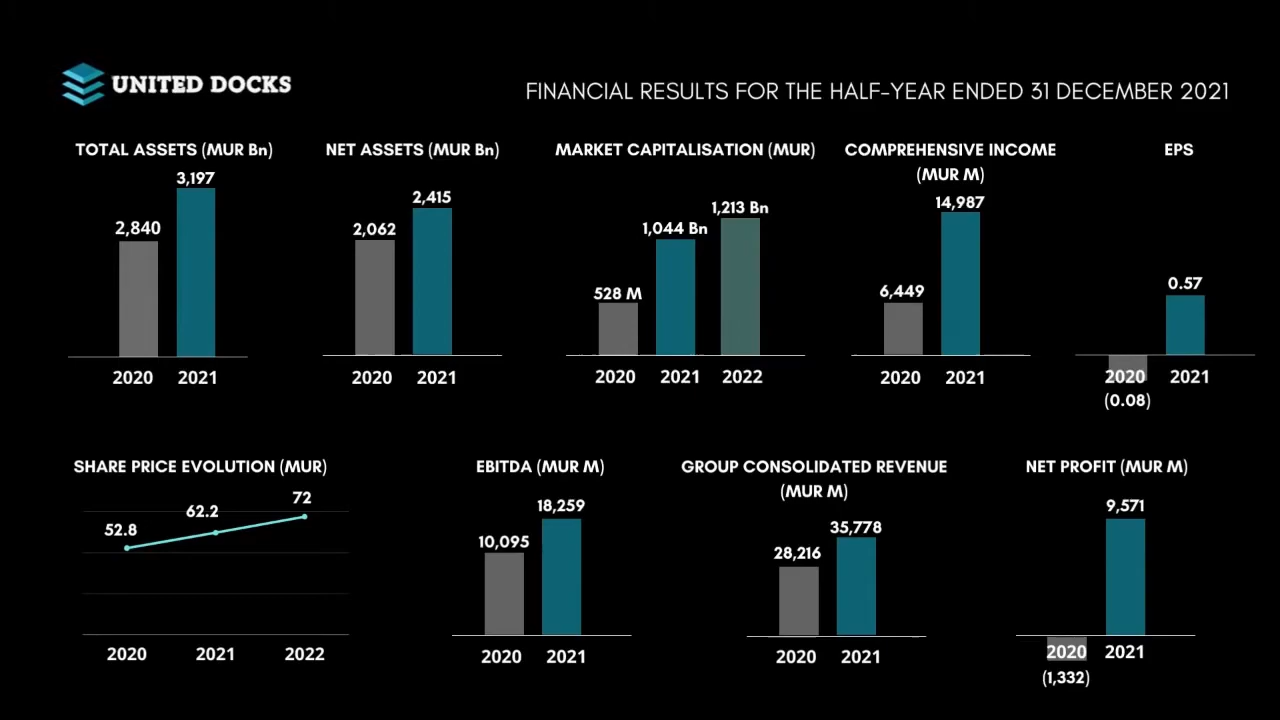 UNITED DOCKS
FINANCIAL RESULTS FOR THE HALF-YEAR ENDED 31 DECEMBER 2021
TOTAL ASSETS (MUR Bn)
3,197
2,840
2020 2021
NET ASSETS (MUR Bn)
2,415
2,062
2020 2021
MARKET CAPITALISATION (MUR)
1,213 Bn
1,044 Bn
528 M
2020 2021 2022
COMPREHENSIVE INCOME
(MUR M)
14,987
6,449
2020 2021
EPS
0.57
2020 2021
(0.08)
SHARE PRICE EVOLUTION (MUR)
72
62.2
52.8
2020 2021 2022
EBITDA (MUR M)
18,259
10,095
2020 2021
GROUP CONSOLIDATED REVENUE
(MUR M)
35,778
28,216
2020 2021
NET PROFIT (MUR M)
9,571
2020 2021
(1,332)